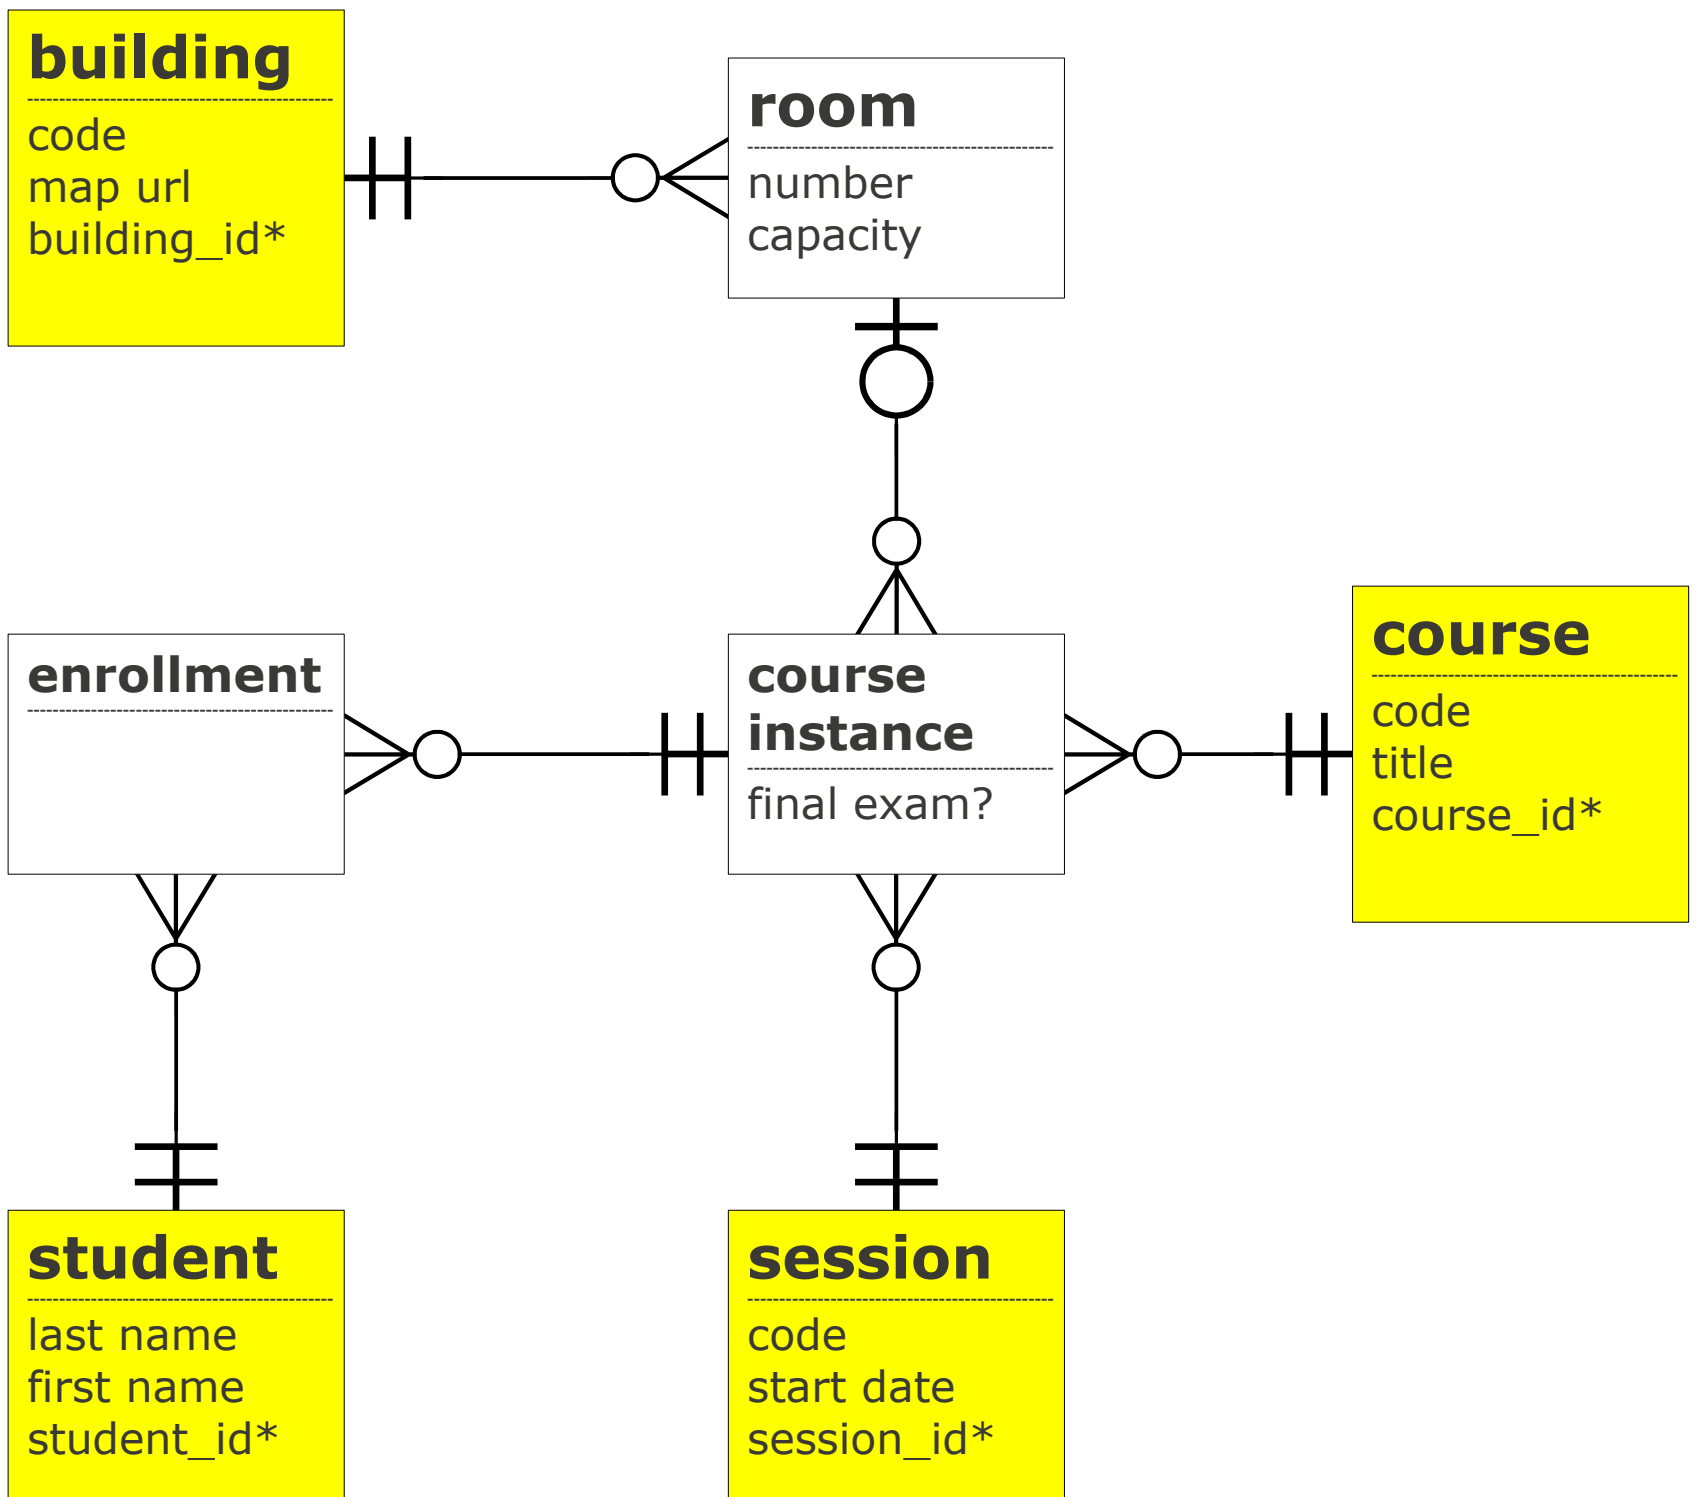 building
code
map url
building_id*
room
number
capacity
enrollment
course
instance
final exam?
course
code
title
course_id*
student
last name
first name
student_id*
session
code
start date
session_id*